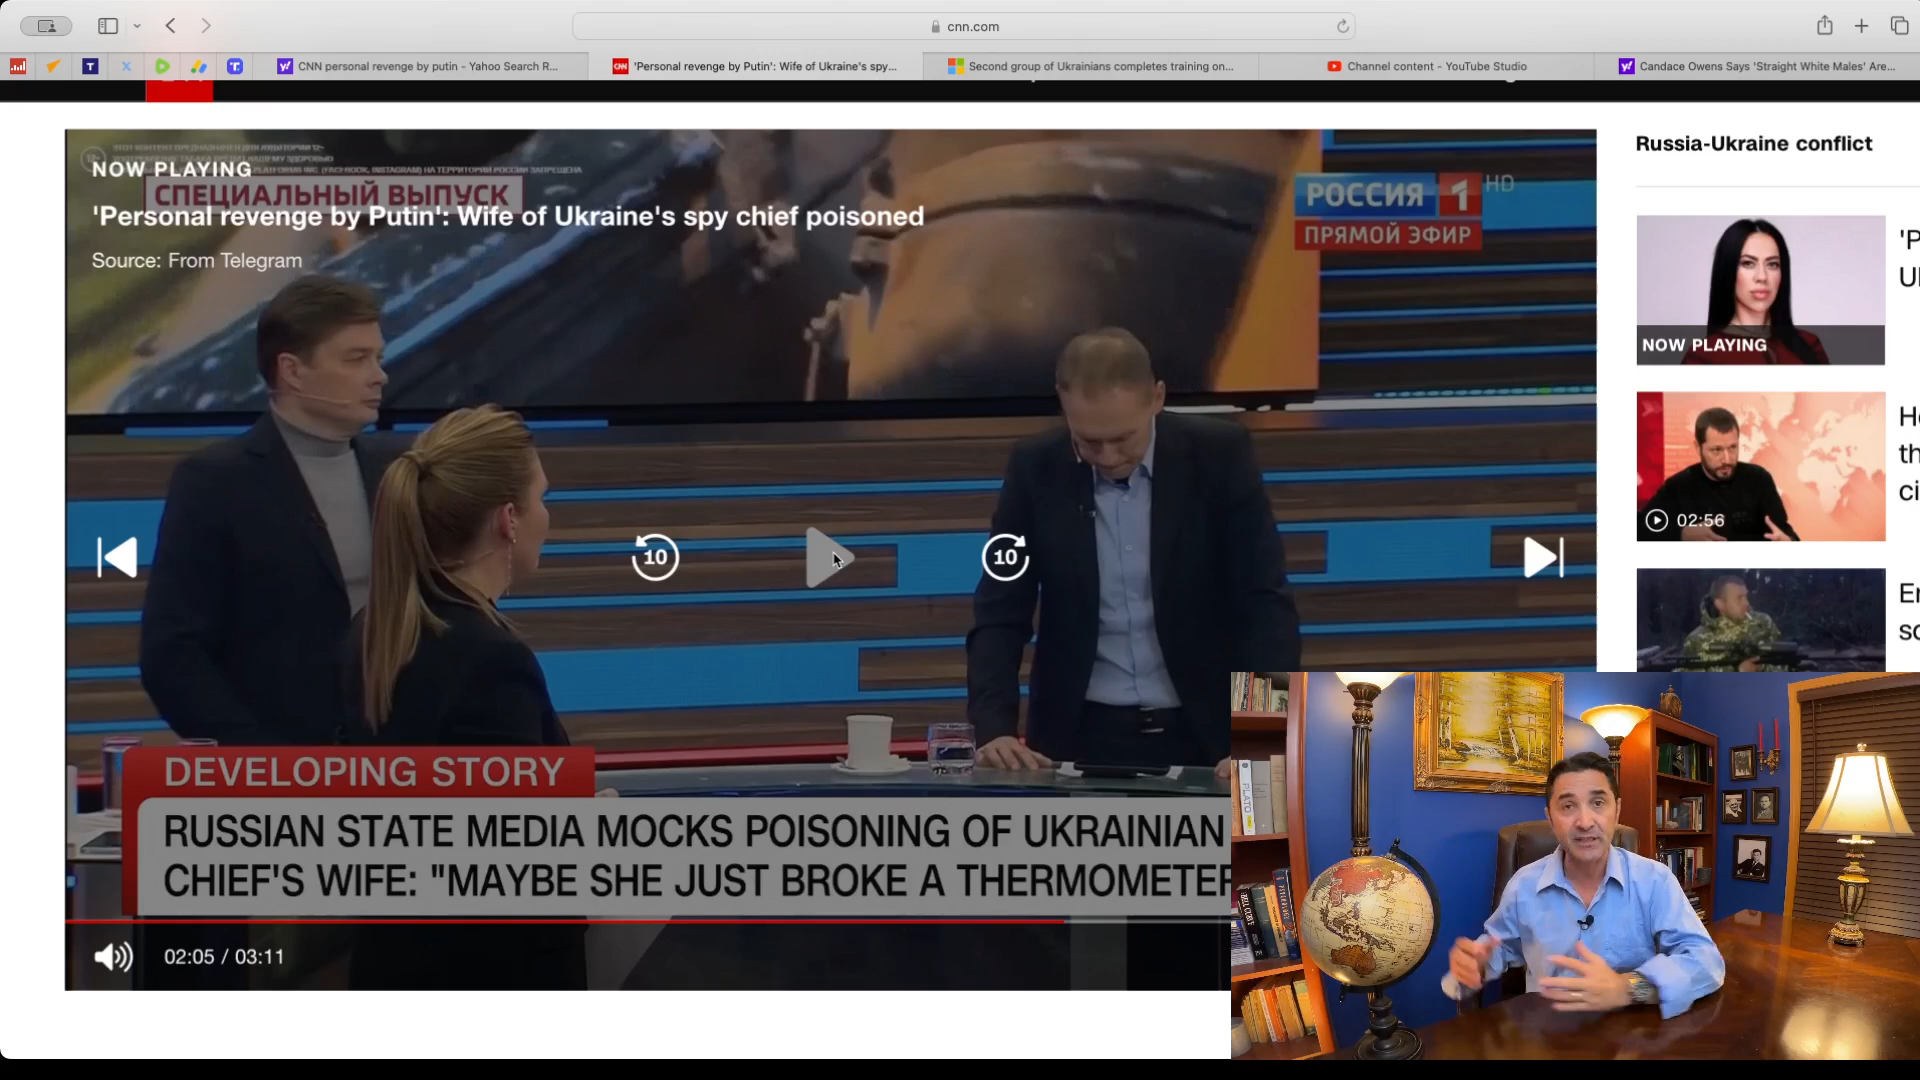 cnn.com
CNN personal revenge by putin - Yahoo Search R...
'Personal revenge by Putin': Wife of Ukraine's spy...
Second group of Ukrainians completes training on...
Channel content - YouTube Studio
Candace Owens Says 'Straight White Males' Are...
NOW PLAYING
СПЕЦИАЛЬНЫЙ ВЫПУСК
'Personal revenge by Putin': Wife of Ukraine's spy chief poisoned
Source: From Telegram
РОССИЯ 1 HD
ПРЯМОЙ ЭФИР
10
10
DEVELOPING STORY
RUSSIAN STATE MEDIA MOCKS POISONING OF UKRAINIAN
CHIEF'S WIFE: "MAYBE SHE JUST BROKE A THERMOMETER
02:05 / 03:11
Russia-Ukraine conflict
NOW PLAYING
02:56
PLATO